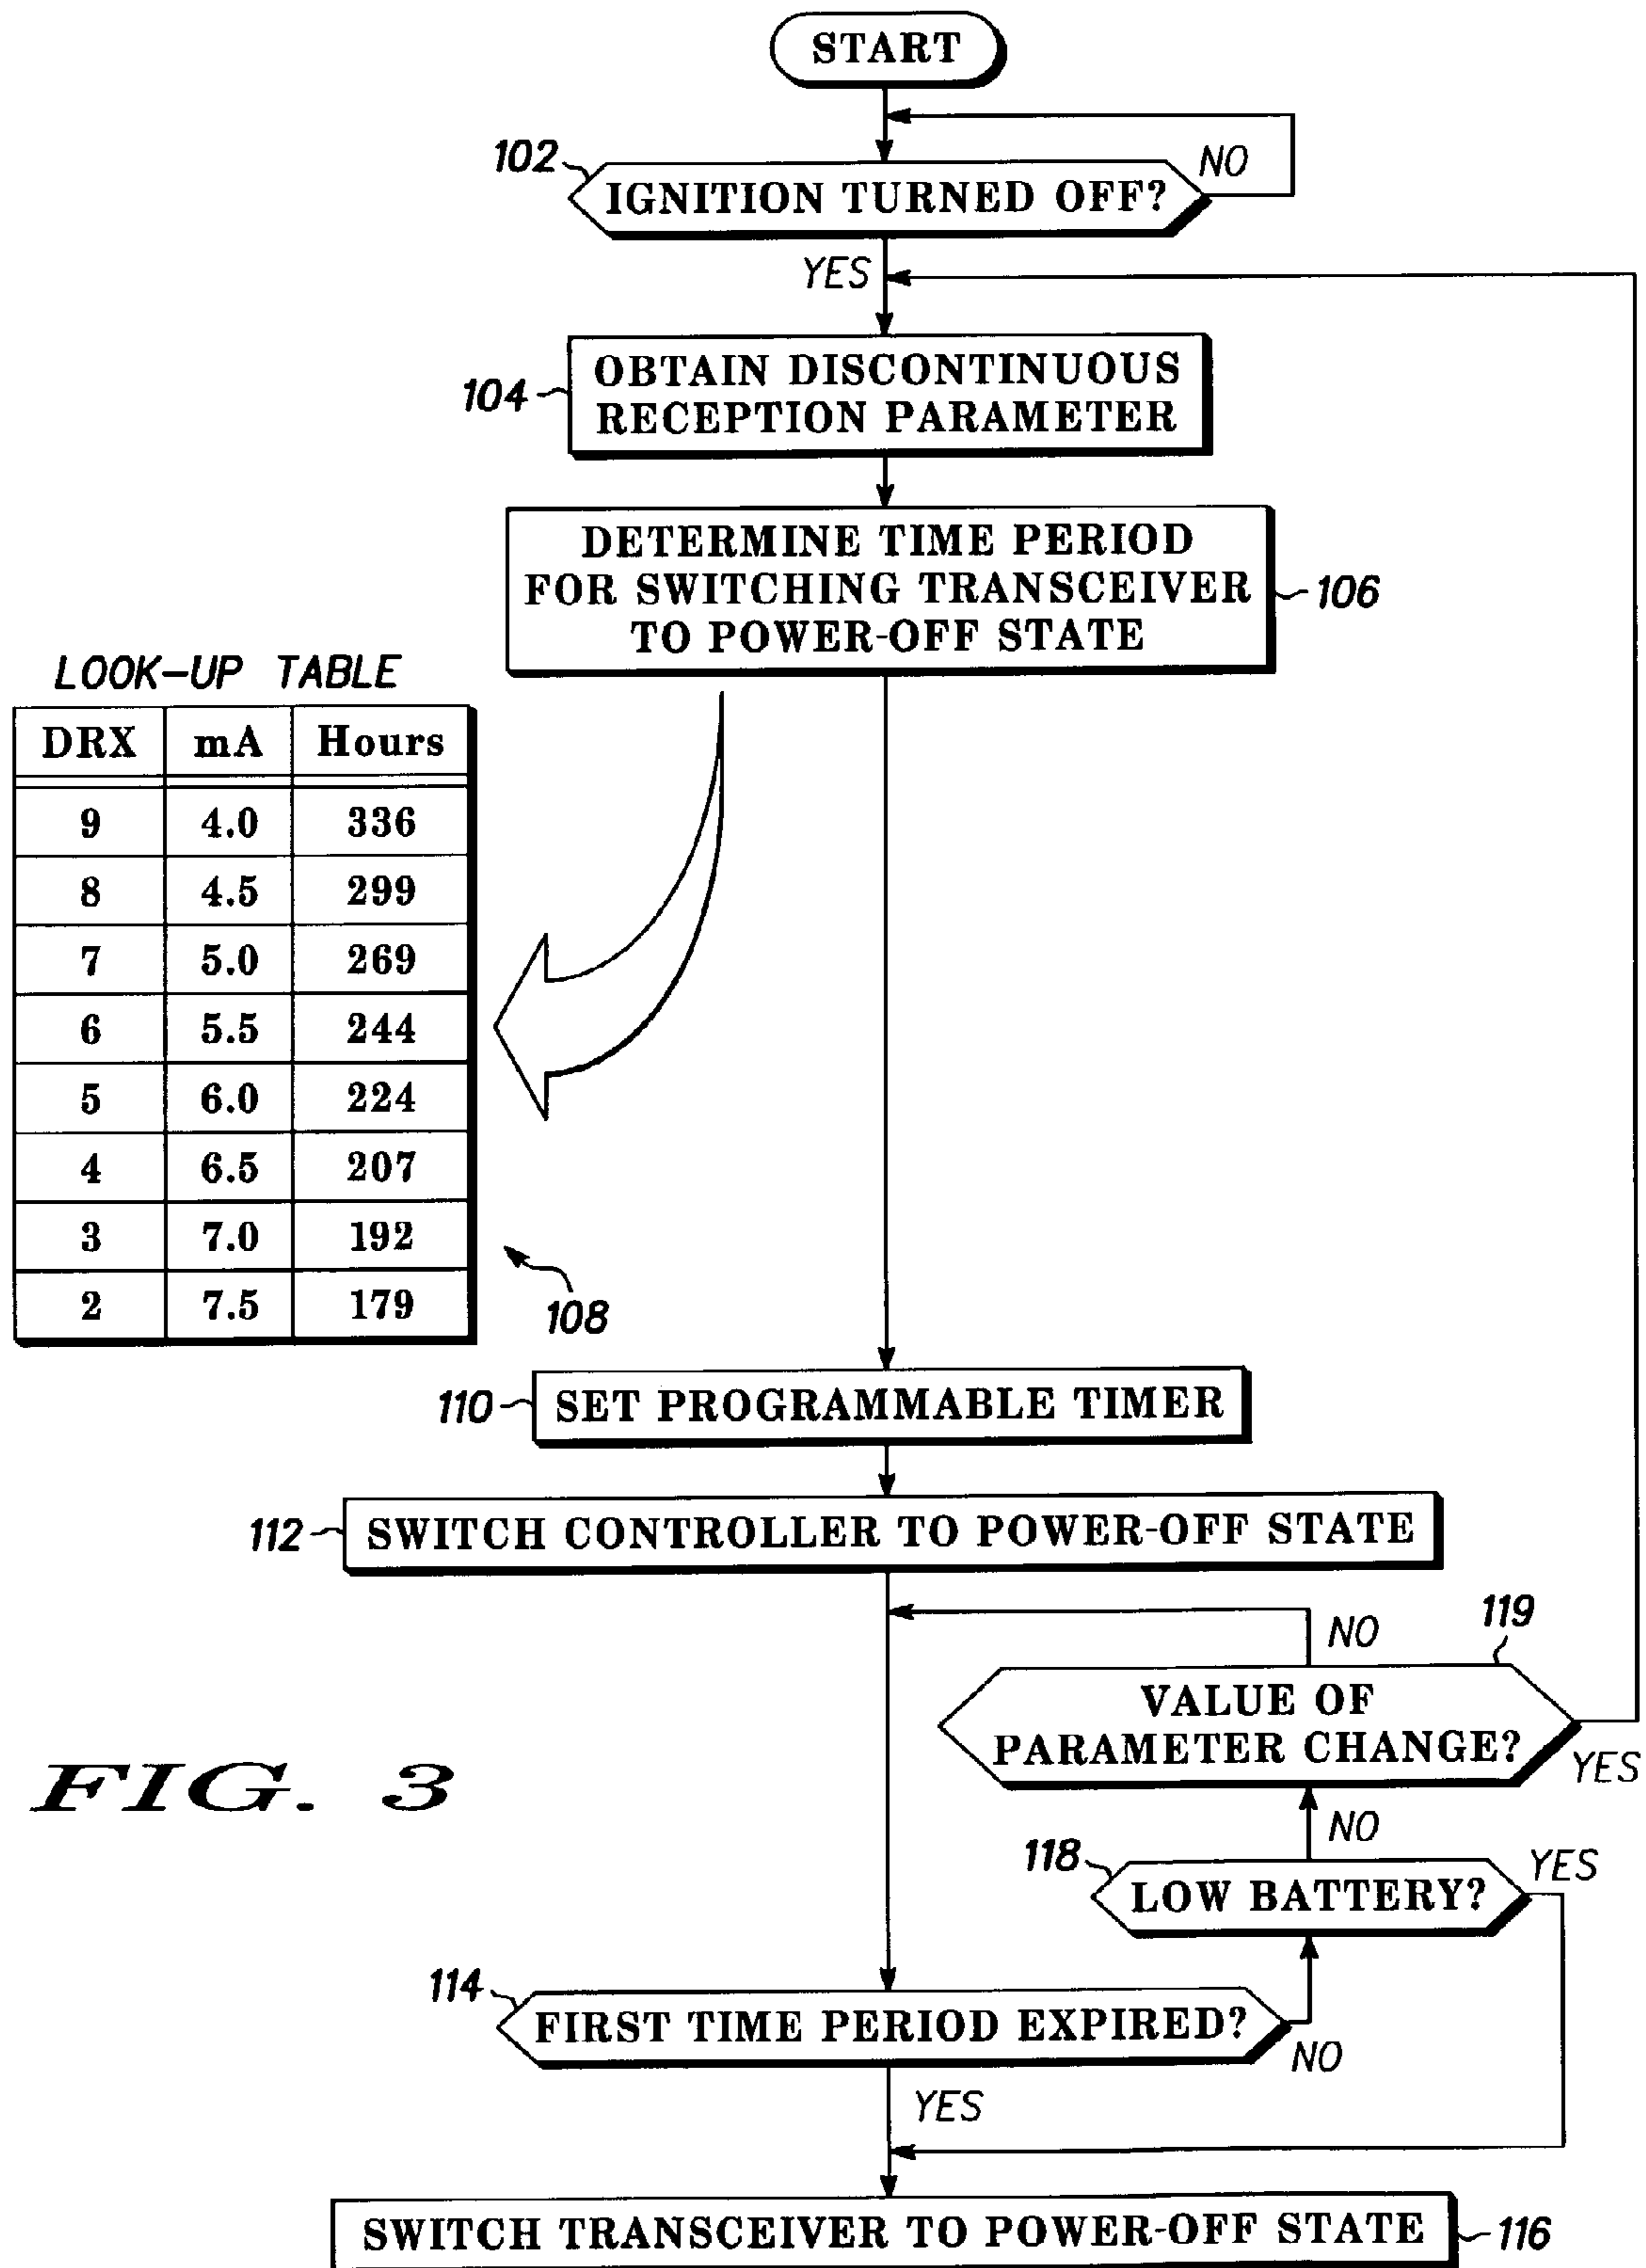 START
102
NO
IGNITION TURNED OFF?
YES
OBTAIN DISCONTINUOUS
RECEPTION PARAMETER
104
DETERMINE TIME PERIOD
FOR SWITCHING TRANSCEIVER
TO POWER-OFF STATE
106
LOOK-UP TABLE
DRX mA Hours
9 4.0 336
8 4.5 299
7 5.0 269
6 5.5 244
5 6.0 224
4 6.5 207
3 7.0 192
2 7.5 179
108
110
SET PROGRAMMABLE TIMER
112
SWITCH CONTROLLER TO POWER-OFF STATE
119
NO
VALUE OF
PARAMETER CHANGE?
YES
FIG. 3
NO
118
YES
LOW BATTERY?
114
FIRST TIME PERIOD EXPIRED?
NO
YES
SWITCH TRANSCEIVER TO POWER-OFF STATE
116